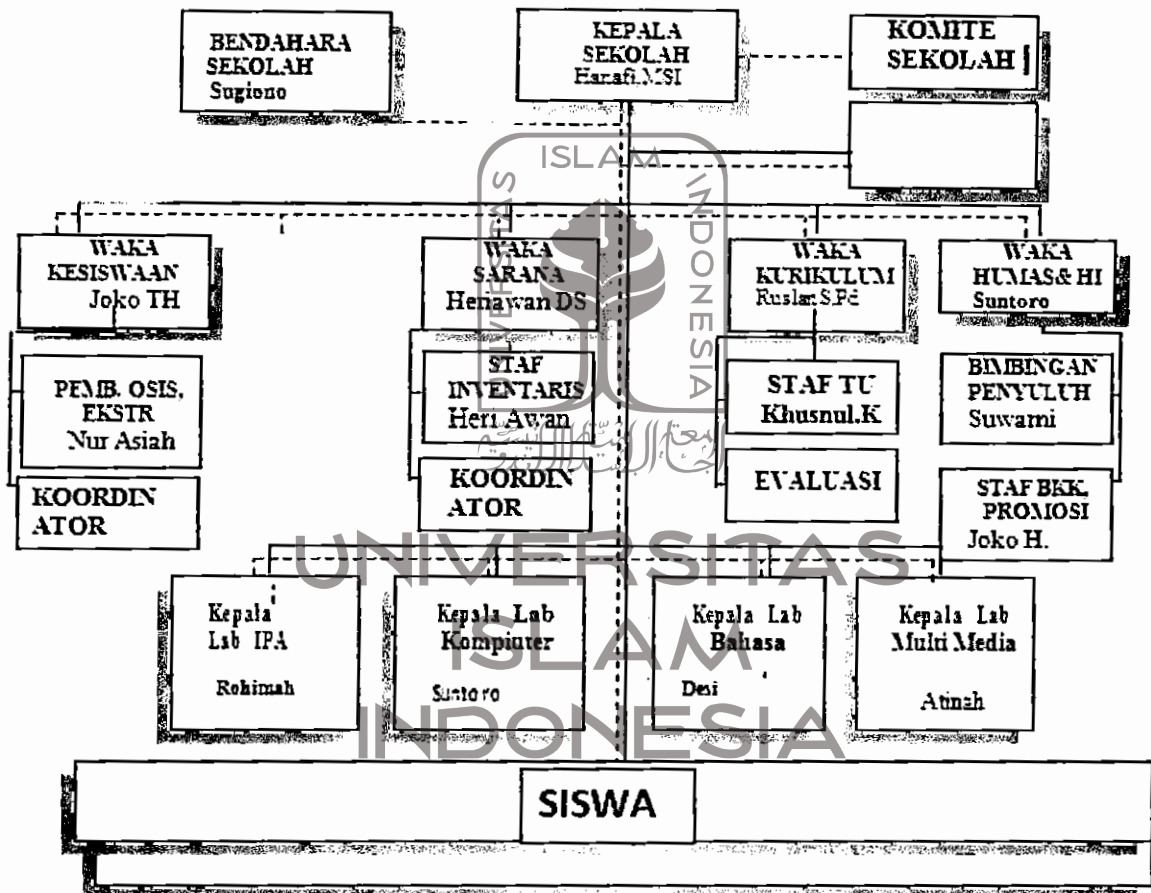 BENDAHARA
SEKOLAH
Sugiono
KEPALA
SEKOLAH
Hanafi.MSI
KOMITE
SEKOLAH
WAKA
KESISWAAN
Joko TH
WAKA
SARANA
Heriawan DS
WAKA
KURIKULUM
Ruslan S.Pd
WAKA
HUMAS& HI
Suntoro
PEMB. OSIS,
EKSTR
Nur Asiah
STAF
INVENTARIS
Heri Awan
STAF TU
Khusnul.K
BIMBINGAN
PENYULUH
Suwarni
KOORDIN
ATOR
KOORDIN
ATOR
EVALUASI
STAF BKK,
PROMOSI
Joko H.
Kepala
Lab IPA
Rohimah
Kepala Lab
Komputer
Suntoro
Kepala Lab
Bahasa
Desi
Kepala Lab
Multi Media
Atinah
SISWA
UNIVERSITAS
ISLAM
INDONESIA
UNIVERSITAS
ISLAM
INDONESIA